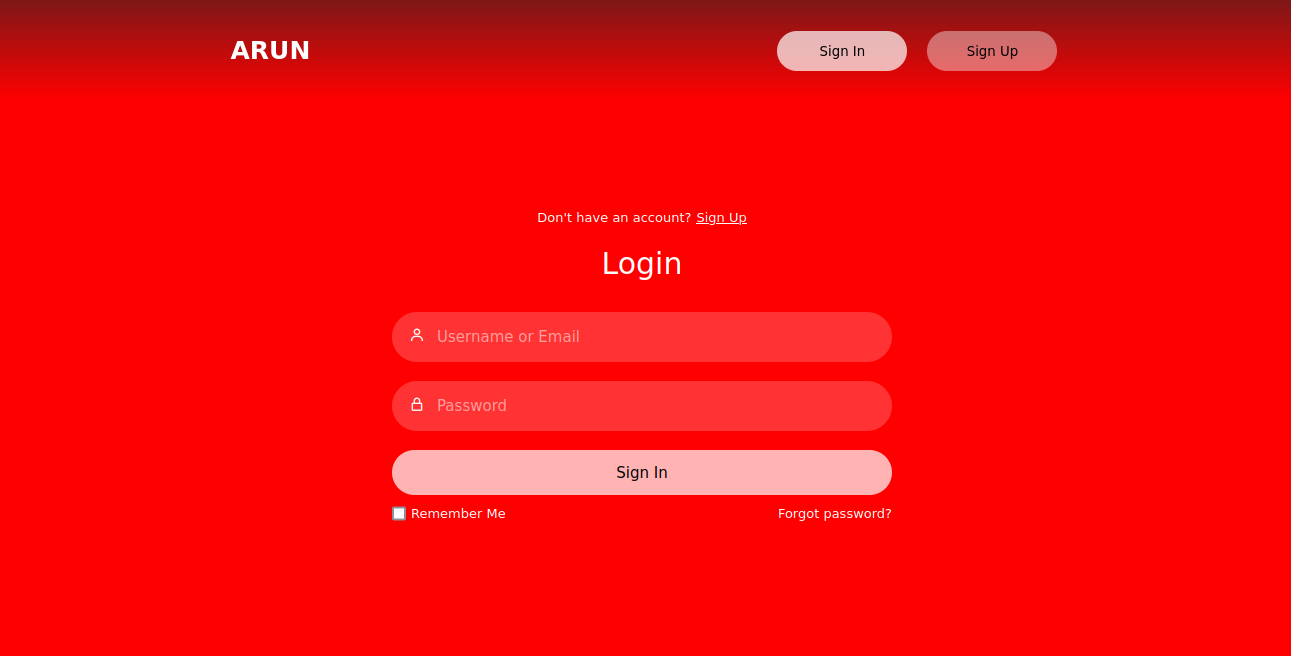 ARUN
Sign In
Sign Up
Don't have an account? Sign Up
Login
Username or Email
Password
Sign In
Remember Me
Forgot password?